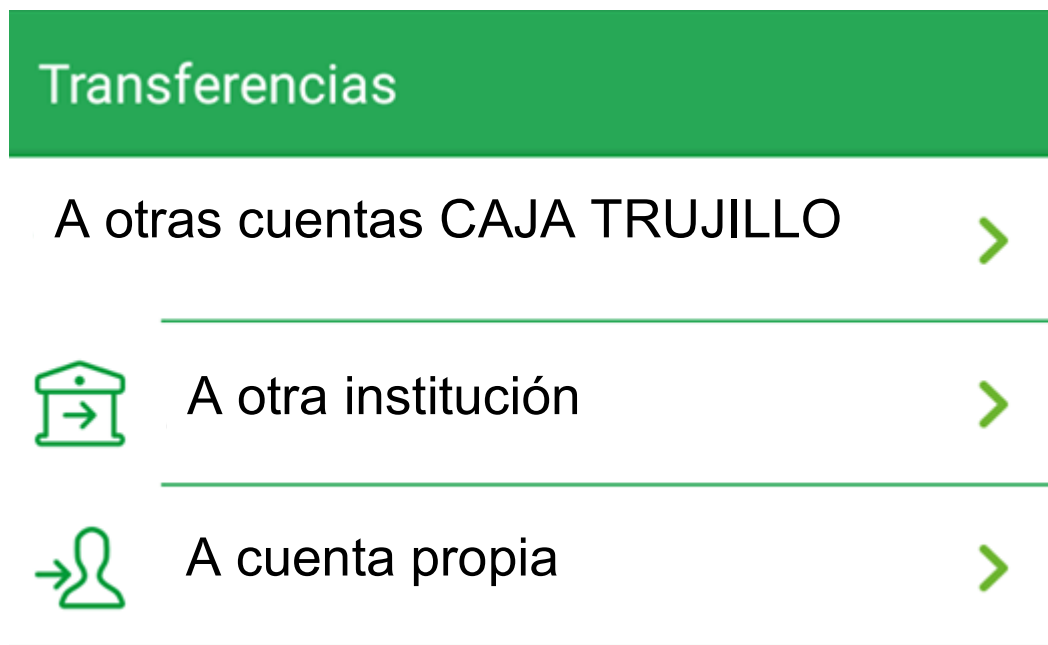 Transferencias
A otras cuentas CAJA TRUJILLO
A otra institución
A cuenta propia